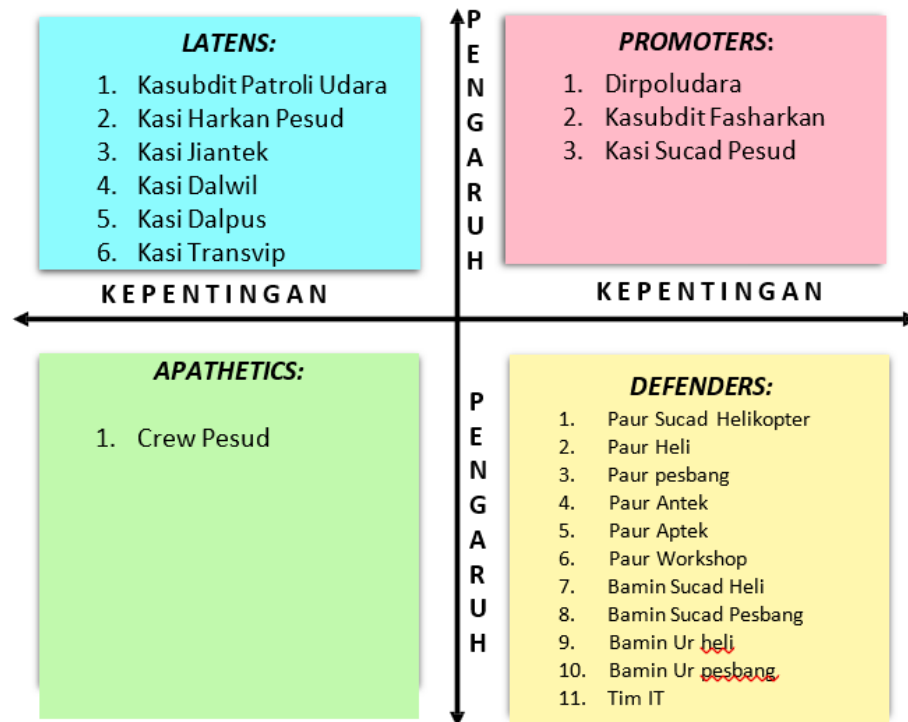 LATENS:
1. Kasubdit Patroli Udara
2. Kasi Harkan Pesud
3. Kasi Jiantek
4. Kasi Dalwil
5. Kasi Dalpus
6. Kasi Transvip
PENGARUH
PROMOTERS:
1. Dirpoludara
2. Kasubdit Fasharkan
3. Kasi Sucad Pesud
KEPENTINGAN
KEPENTINGAN
APATHETICS:
1. Crew Pesud
PENGARUH
DEFENDERS:
1. Paur Sucad Helikopter
2. Paur Heli
3. Paur pesbang
4. Paur Antek
5. Paur Aptek
6. Paur Workshop
7. Bamin Sucad Heli
8. Bamin Sucad Pesbang
9. Bamin Ur heli
10. Bamin Ur pesbang
11. Tim IT